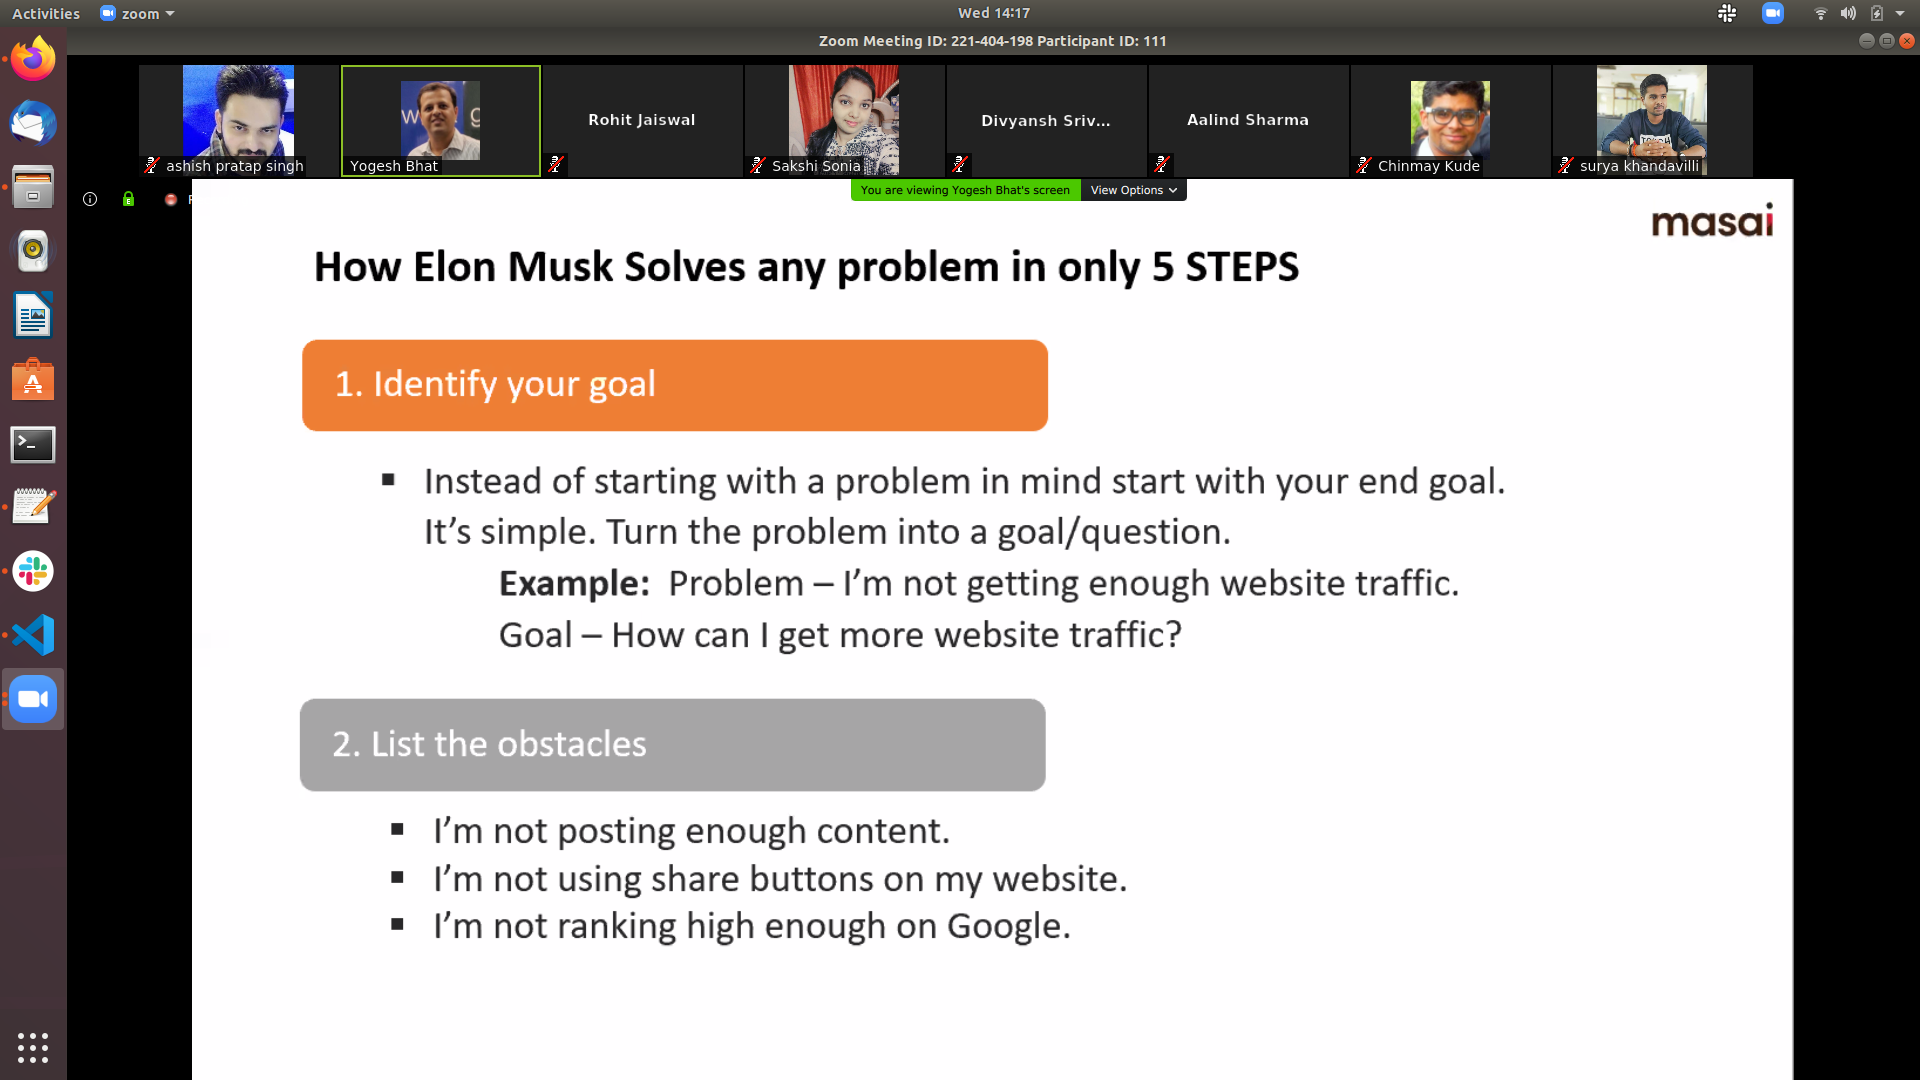 Activities
zoom
Wed 14:17
Zoom Meeting ID: 221-404-198 Participant ID: 111
ashish pratap singh
Yogesh Bhat
Rohit Jaiswal
Sakshi Sonia
Divyansh Sriv...
Aalind Sharma
Chinmay Kude
surya khandavilli
You are viewing Yogesh Bhat's screen
View Options
masai
How Elon Musk Solves any problem in only 5 STEPS
1. Identify your goal
▪ Instead of starting with a problem in mind start with your end goal.
It's simple. Turn the problem into a goal/question.
Example: Problem – I'm not getting enough website traffic.
Goal – How can I get more website traffic?
2. List the obstacles
▪ I'm not posting enough content.
▪ I'm not using share buttons on my website.
▪ I'm not ranking high enough on Google.